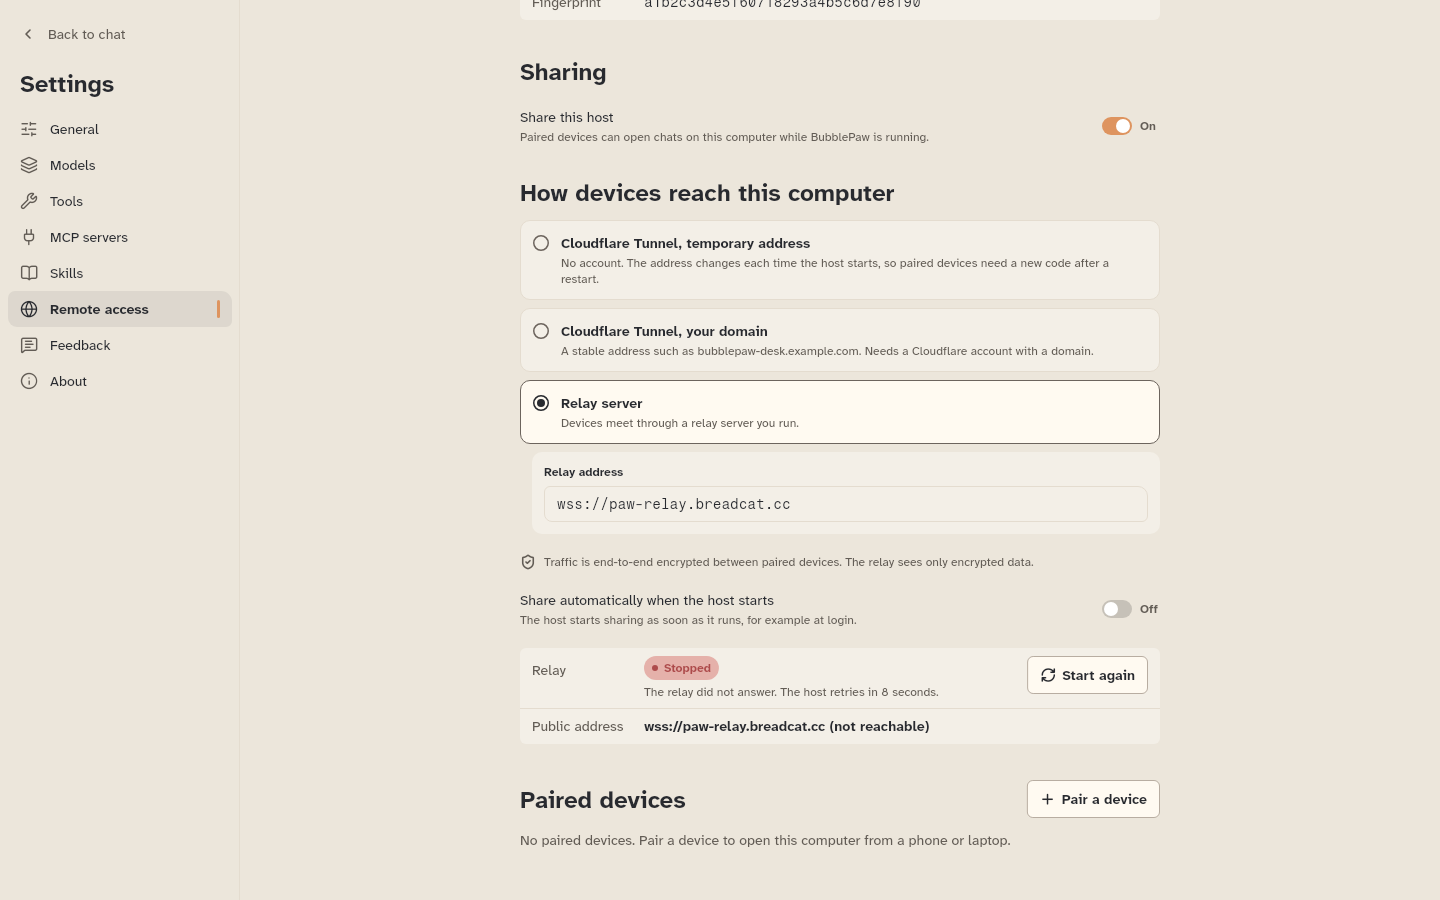 Back to chat
Settings
General
Models
Tools
MCP servers
Skills
Remote access
Feedback
About
Fingerprint
Sharing
Share this host
Paired devices can open chats on this computer while BubblePaw is running.
On
How devices reach this computer
Cloudflare Tunnel, temporary address
No account. The address changes each time the host starts, so paired devices need a new code after a
restart.
Cloudflare Tunnel, your domain
A stable address such as bubblepaw-desk.example.com. Needs a Cloudflare account with a domain.
Relay server
Devices meet through a relay server you run.
Relay address
wss://paw-relay.breadcat.cc
Traffic is end-to-end encrypted between paired devices. The relay sees only encrypted data.
Share automatically when the host starts
The host starts sharing as soon as it runs, for example at login.
Off
Relay
Stopped
The relay did not answer. The host retries in 8 seconds.
Start again
Public address
wss://paw-relay.breadcat.cc (not reachable)
Paired devices
Pair a device
No paired devices. Pair a device to open this computer from a phone or laptop.